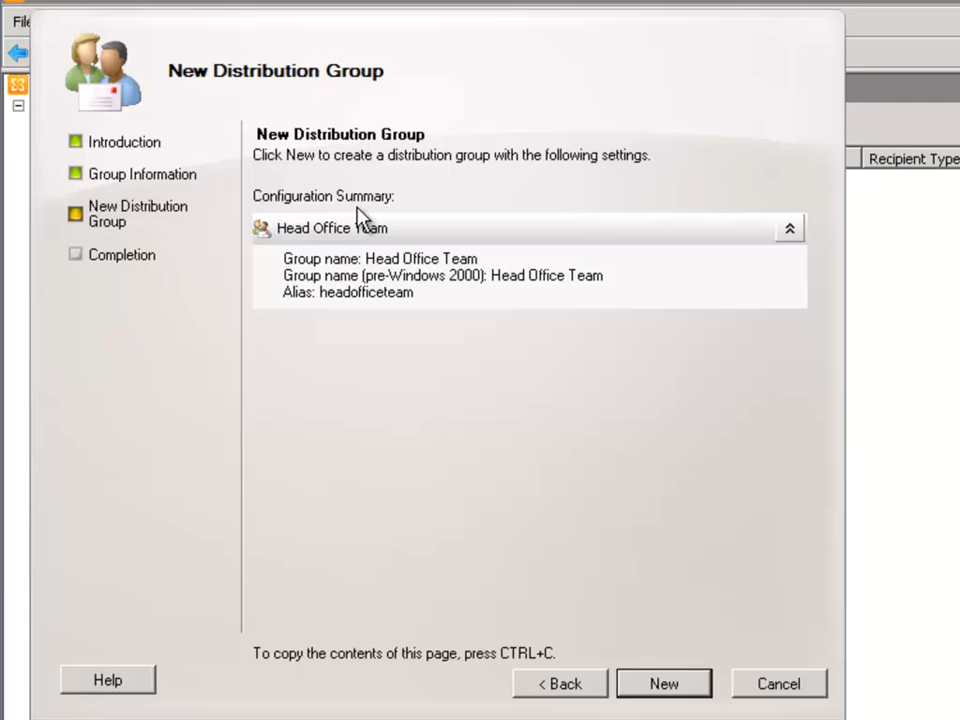 File
New Distribution Group
Introduction
Group Information
New Distribution
Group
Completion
New Distribution Group
Click New to create a distribution group with the following settings.
Configuration Summary:
Head Office Team
Group name: Head Office Team
Group name (pre-Windows 2000): Head Office Team
Alias: headofficeteam
To copy the contents of this page, press CTRL+C.
Help
< Back
New
Cancel
Recipient Type